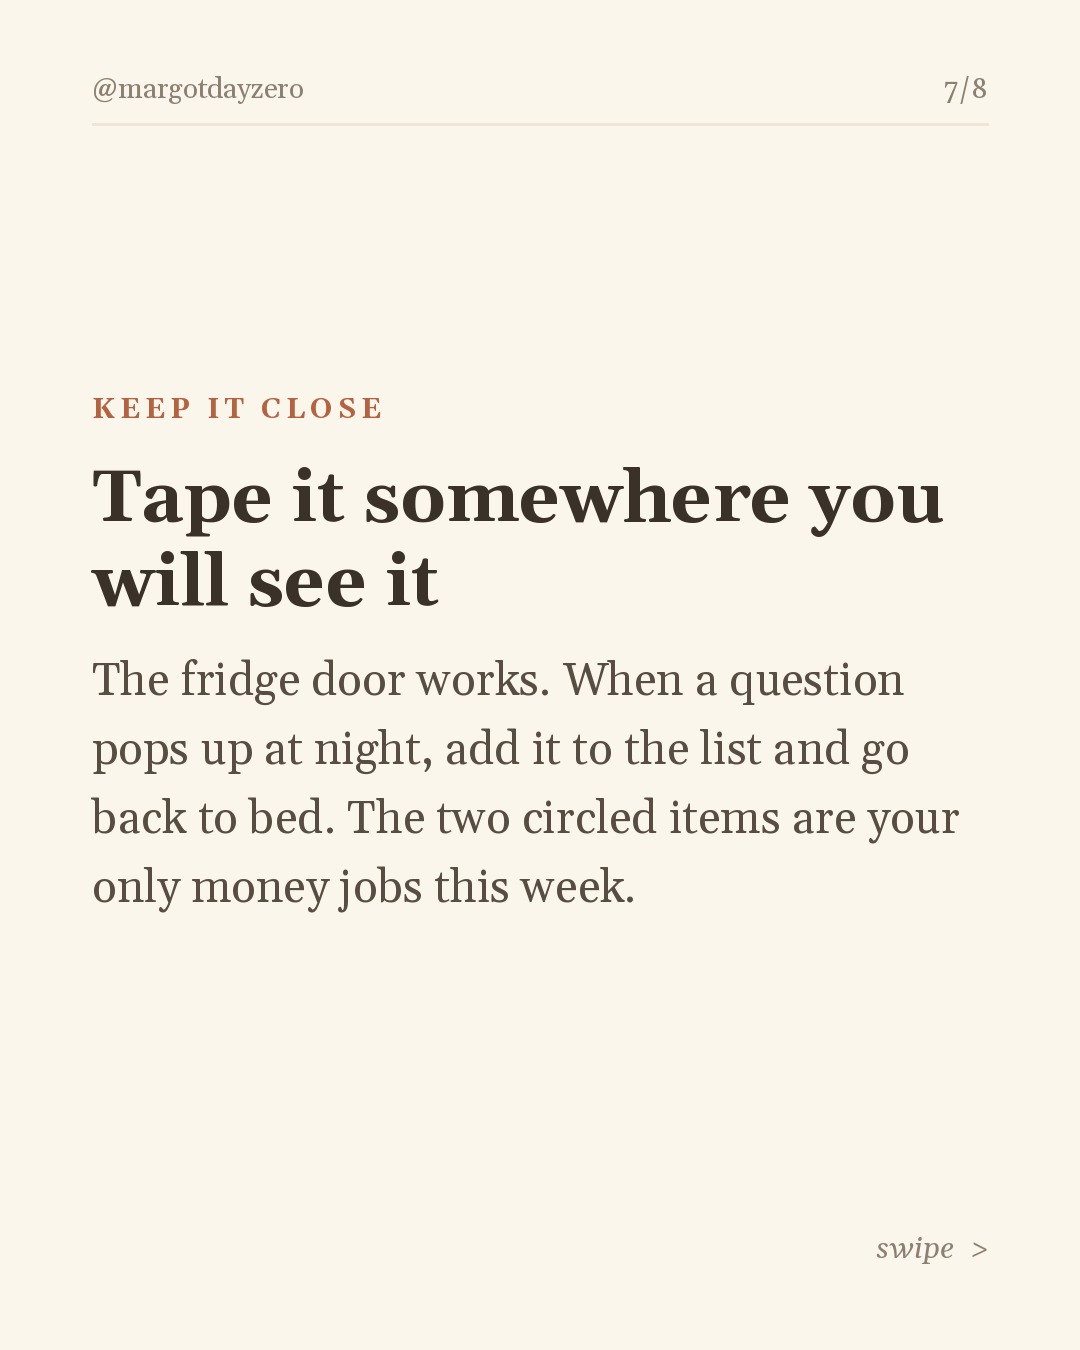 @margotdayzero
7/8
KEEP IT CLOSE
Tape it somewhere you
will see it
The fridge door works. When a question
pops up at night, add it to the list and go
back to bed. The two circled items are your
only money jobs this week.
swipe >